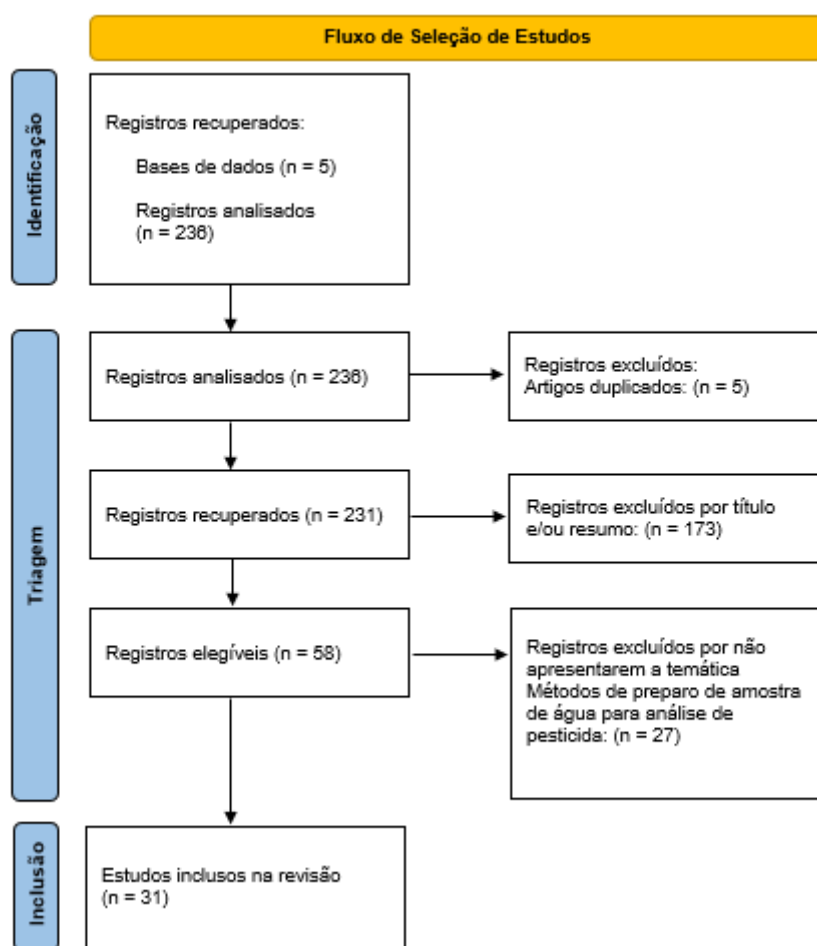 Fluxo de Seleção de Estudos
Identificação
Registros recuperados:
Bases de dados (n = 5)
Registros analisados
(n = 236)
Triagem
Registros analisados (n = 236)
Registros excluídos:
Artigos duplicados: (n = 5)
Registros recuperados (n = 231)
Registros excluídos por título
e/ou resumo: (n = 173)
Registros elegíveis (n = 58)
Registros excluídos por não
apresentarem a temática
Métodos de preparo de amostra
de água para análise de
pesticida: (n = 27)
Inclusão
Estudos inclusos na revisão
(n = 31)